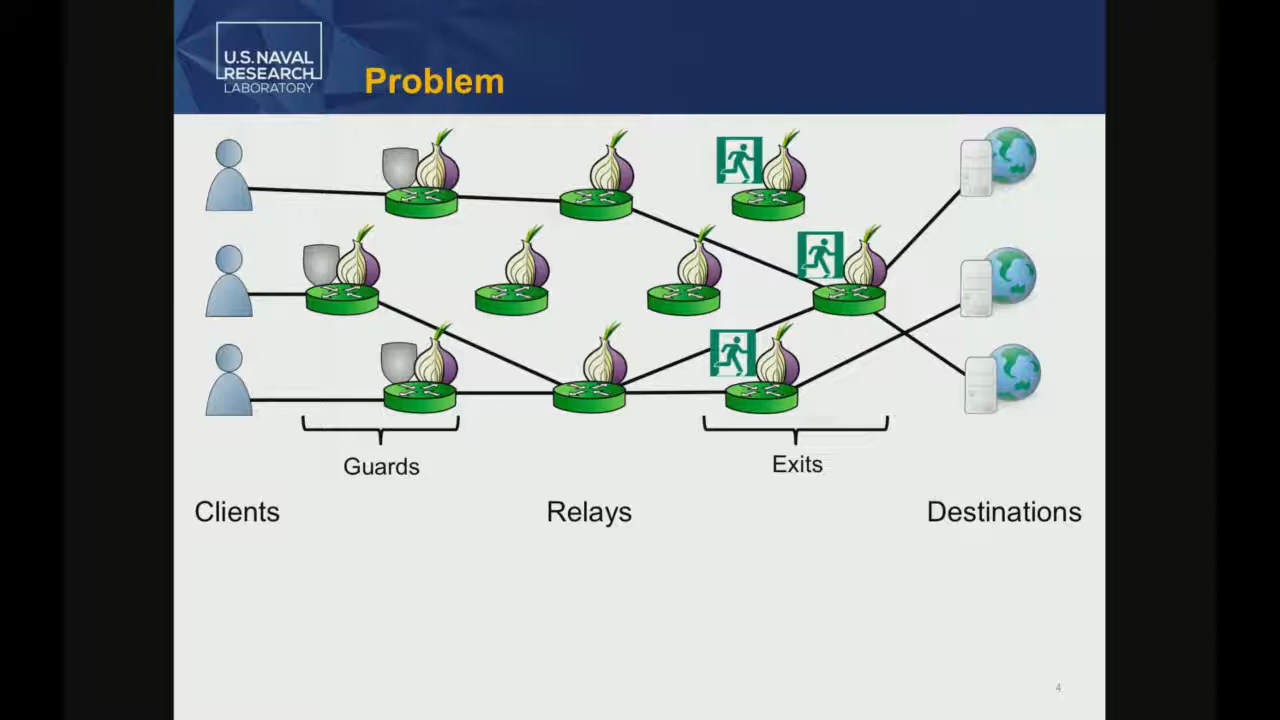 U.S. NAVAL
RESEARCH
LABORATORY
Problem
Guards
Exits
Clients
Relays
Destinations
4